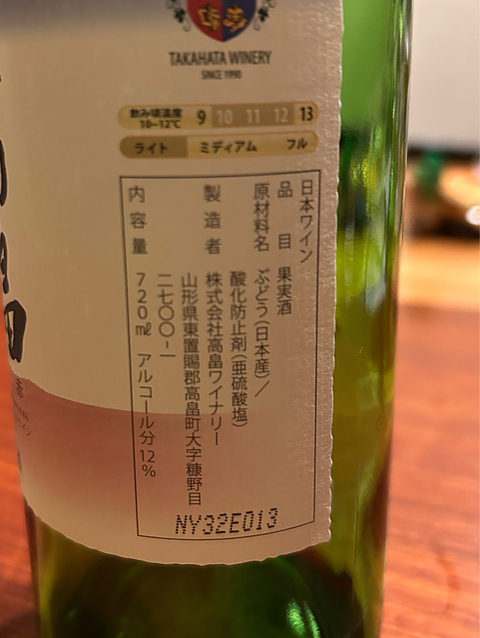 TAKAHATA WINERY
SINCE 1990
飲み頃温度
10~12℃
9 10 11 12 13
ライト ミディアム フル
日本ワイン
品目 果実酒
原材料名 ぶどう(日本産)/
酸化防止剤(亜硫酸塩)
製造者 株式会社高畠ワイナリー
山形県東置賜郡高畠町大字糠野目
二七〇〇-一
内容量 720㎖ アルコール分12%
NY32E013
赤